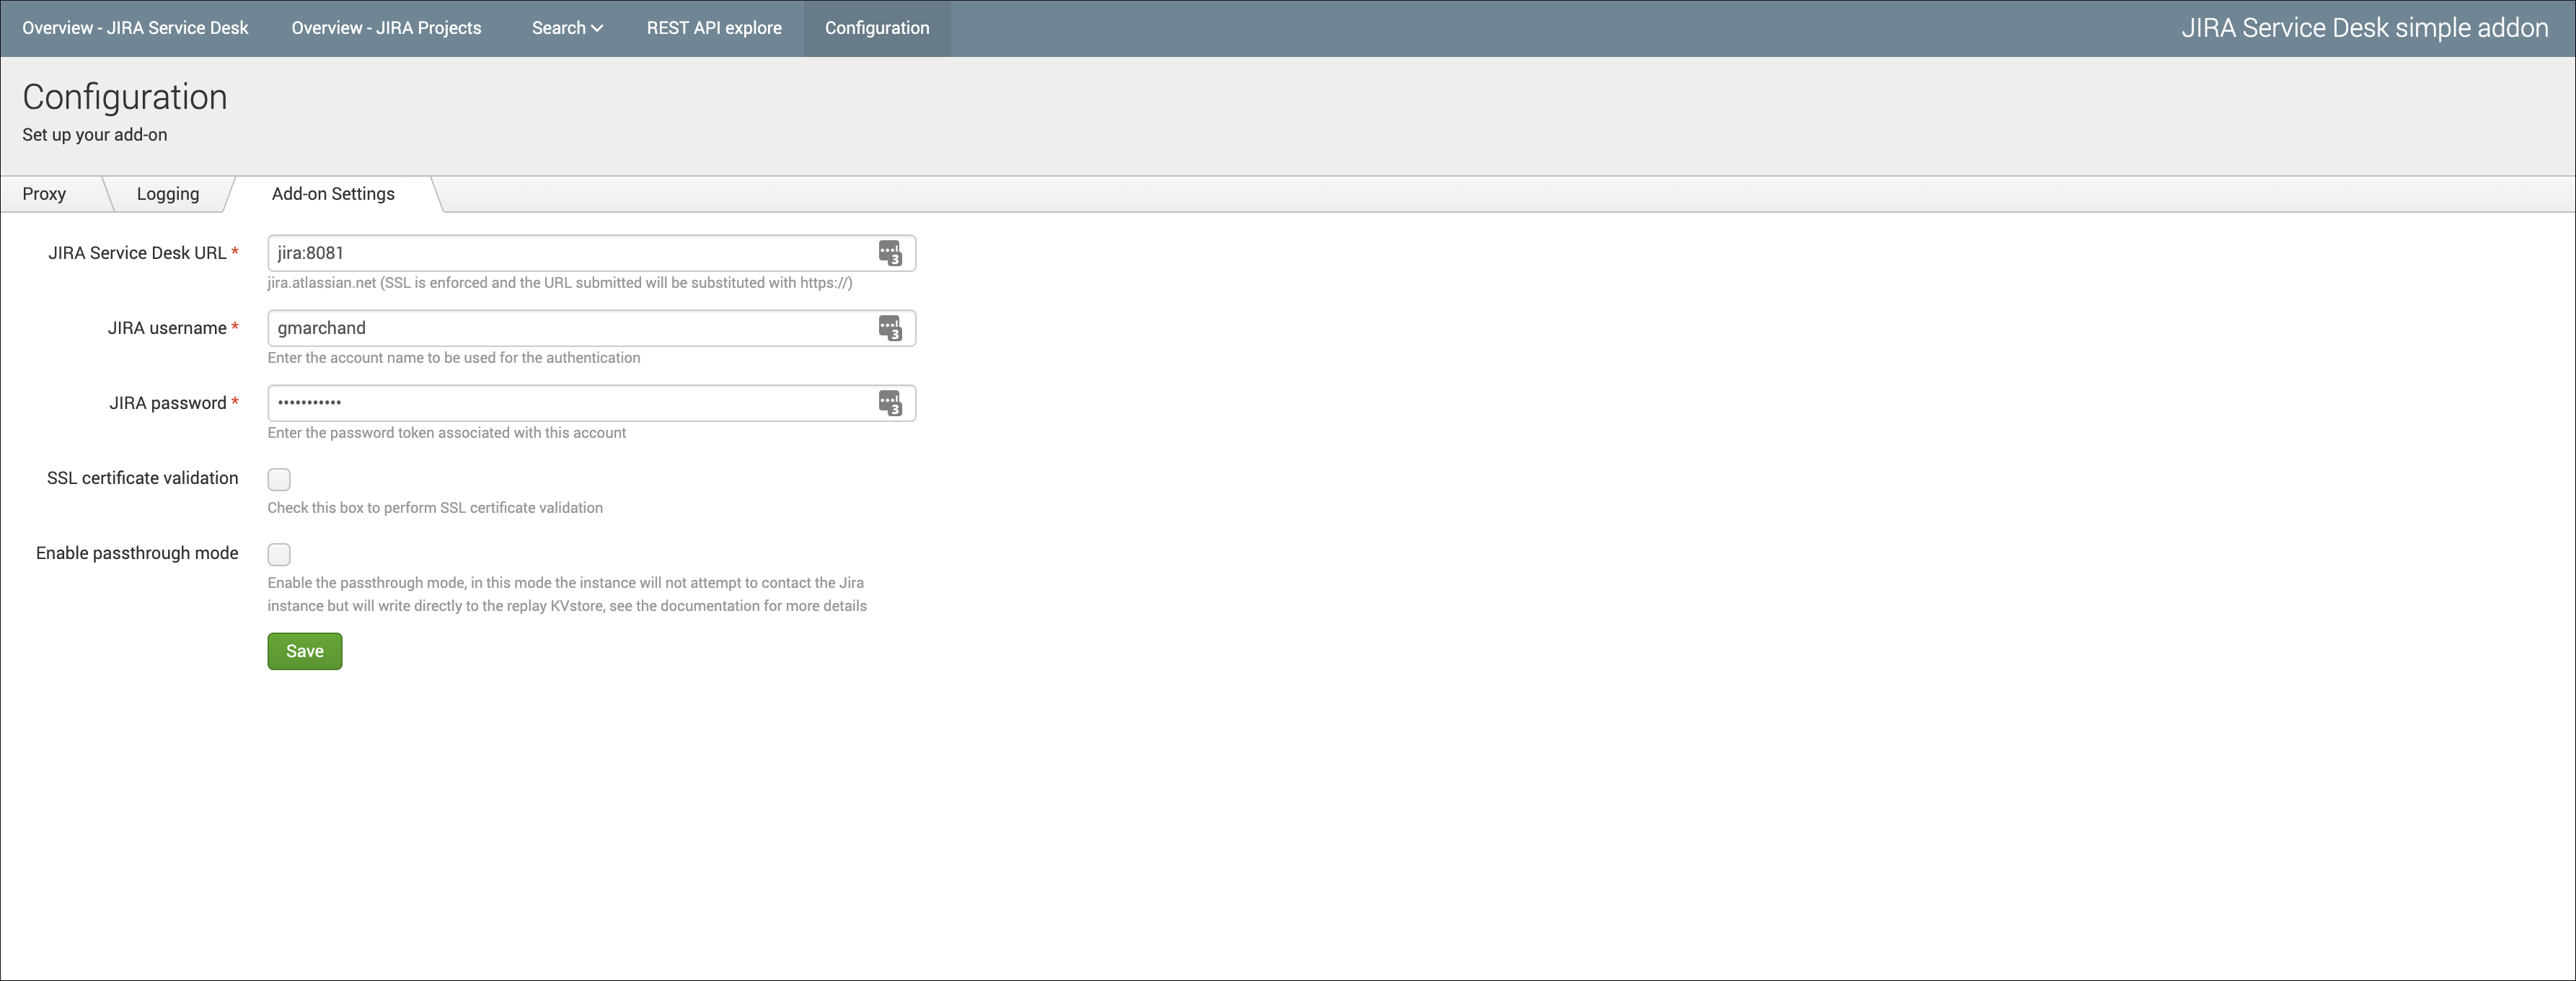 Overview - JIRA Service Desk Overview - JIRA Projects Search REST API explore Configuration JIRA Service Desk simple addon
Configuration
Set up your add-on
Proxy Logging Add-on Settings
JIRA Service Desk URL * jira:8081 3
jira.atlassian.net (SSL is enforced and the URL submitted will be substituted with https://)
JIRA username * gmarchand 3
Enter the account name to be used for the authentication
JIRA password * ••••••••••• 3
Enter the password token associated with this account
SSL certificate validation
Check this box to perform SSL certificate validation
Enable passthrough mode
Enable the passthrough mode, in this mode the instance will not attempt to contact the Jira
instance but will write directly to the replay KVstore, see the documentation for more details
Save